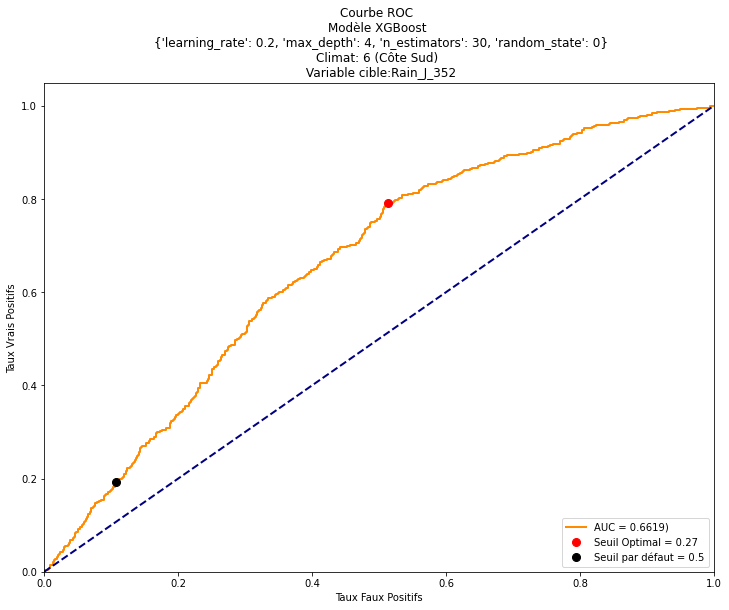 Courbe ROC
Modèle XGBoost
{'learning_rate': 0.2, 'max_depth': 4, 'n_estimators': 30, 'random_state': 0}
Climat: 6 (Côte Sud)
Variable cible:Rain_J_352
Taux Vrais Positifs
1.0
0.8
0.6
0.4
0.2
0.0
0.0 0.2 0.4 0.6 0.8 1.0
Taux Faux Positifs
AUC = 0.6619)
Seuil Optimal = 0.27
Seuil par défaut = 0.5